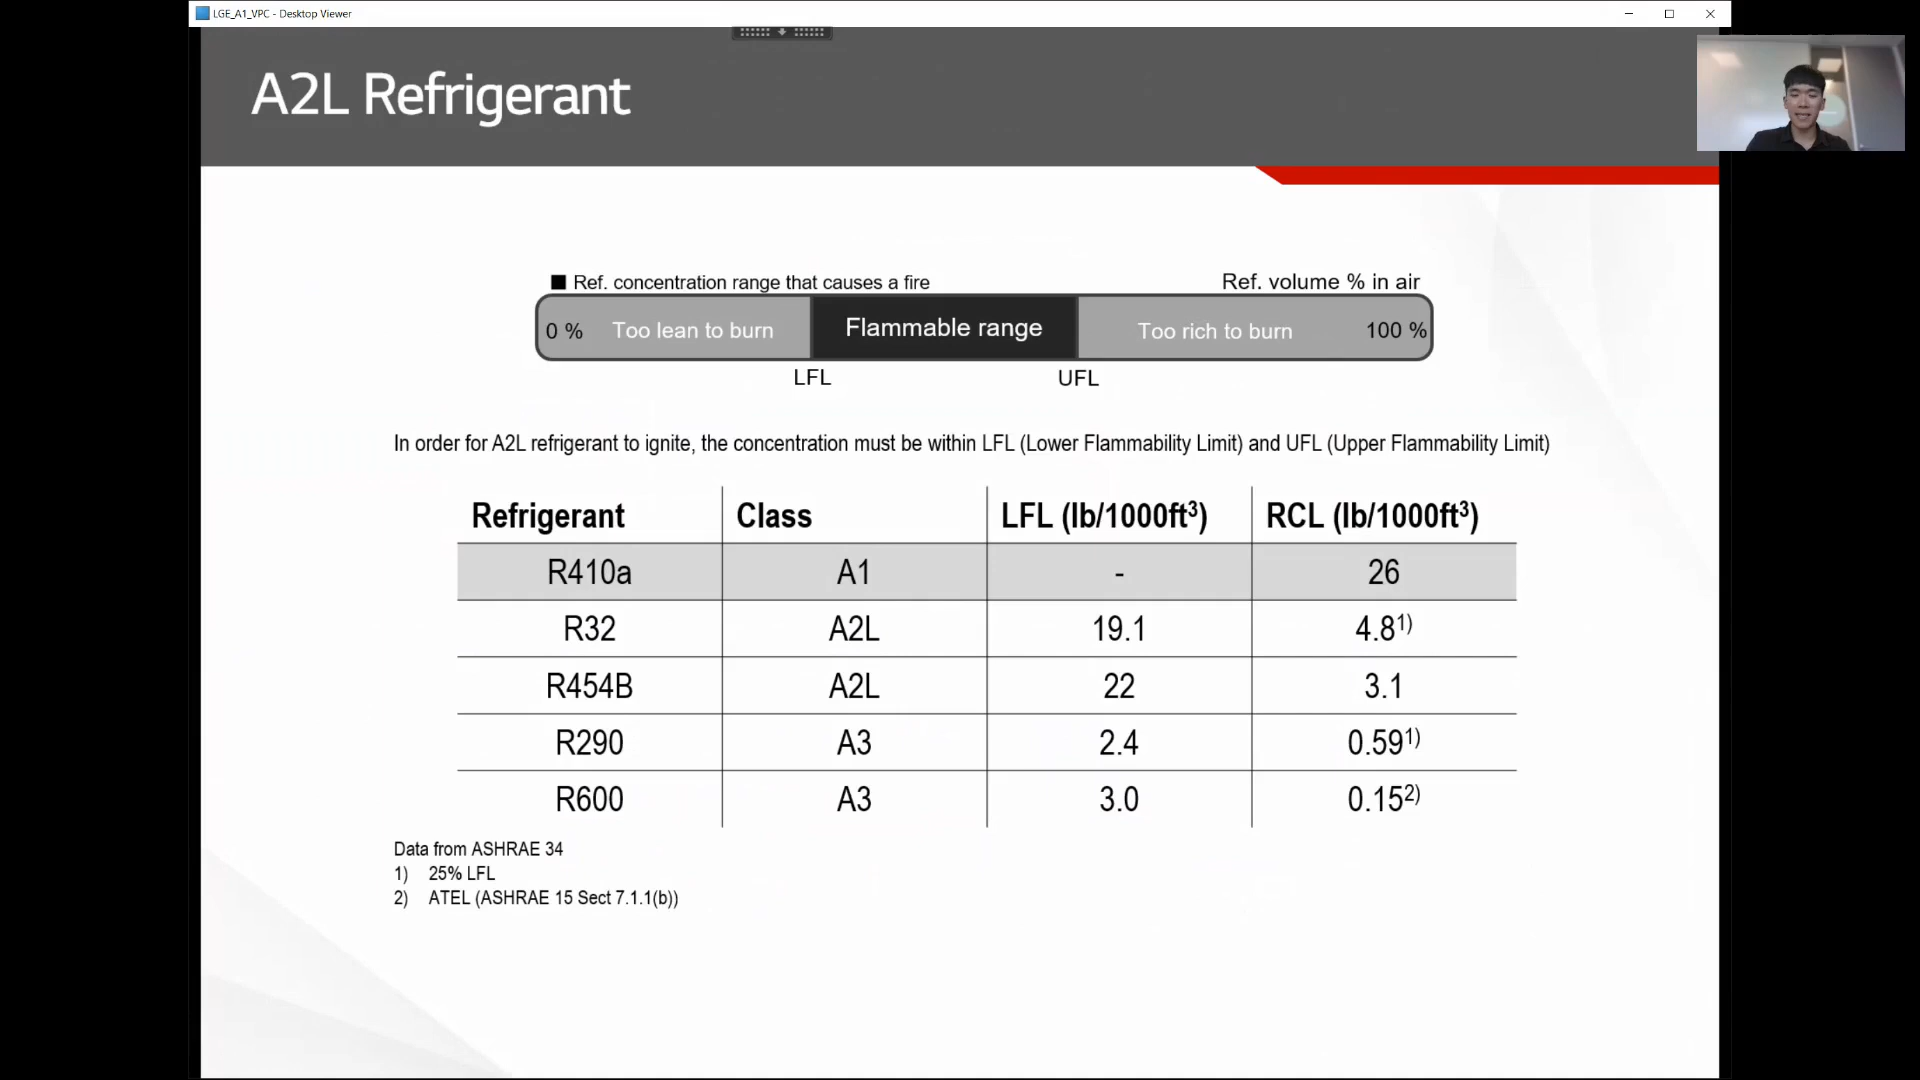 LGE_A1_VPC - Desktop Viewer
A2L Refrigerant
■ Ref. concentration range that causes a fire
Ref. volume % in air
0 % Too lean to burn Flammable range Too rich to burn 100 %
LFL UFL
In order for A2L refrigerant to ignite, the concentration must be within LFL (Lower Flammability Limit) and UFL (Upper Flammability Limit)
Refrigerant Class LFL (lb/1000ft³) RCL (lb/1000ft³)
R410a A1 - 26
R32 A2L 19.1 4.8¹⁾
R454B A2L 22 3.1
R290 A3 2.4 0.59¹⁾
R600 A3 3.0 0.15²⁾
Data from ASHRAE 34
1) 25% LFL
2) ATEL (ASHRAE 15 Sect 7.1.1(b))